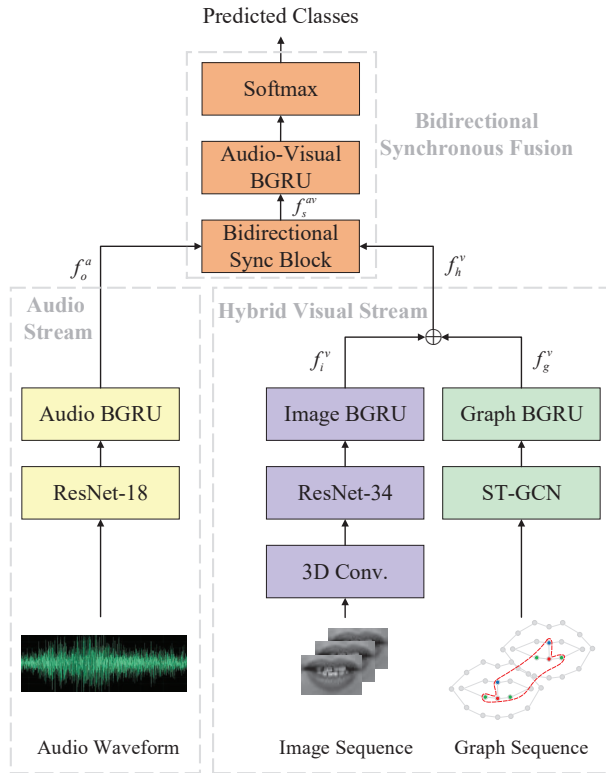 Predicted Classes
Softmax
Bidirectional
Synchronous Fusion
Audio-Visual
BGRU
f_s^{av}
Bidirectional
Sync Block
f_o^a
f_h^v
Audio
Stream
Hybrid Visual Stream
f_i^v
f_g^v
Audio BGRU
Image BGRU
Graph BGRU
ResNet-18
ResNet-34
ST-GCN
3D Conv.
Audio Waveform
Image Sequence
Graph Sequence